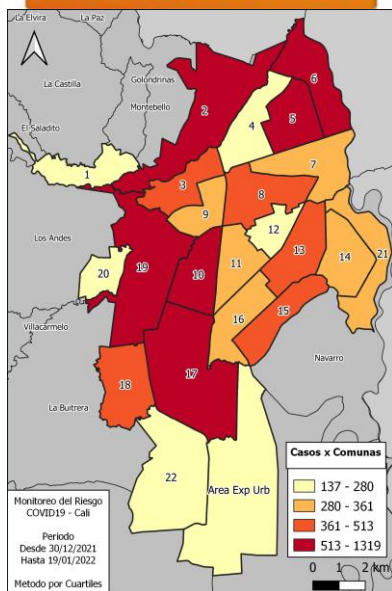 La Elvira
La Paz
La Castilla
Golondrinas
Montebello
El Saladito
Los Andes
Villacarmelo
La Buitrera
Navarro
Area Exp Urb
1
2
3
4
5
6
7
8
9
10
11
12
13
14
15
16
17
18
19
20
21
22
Casos x Comunas
137 - 280
280 - 361
361 - 513
513 - 1319
0 1 2 km
Monitoreo del Riesgo
COVID19 - Cali
Periodo
Desde 30/12/2021
Hasta 19/01/2022
Metodo por Cuartiles